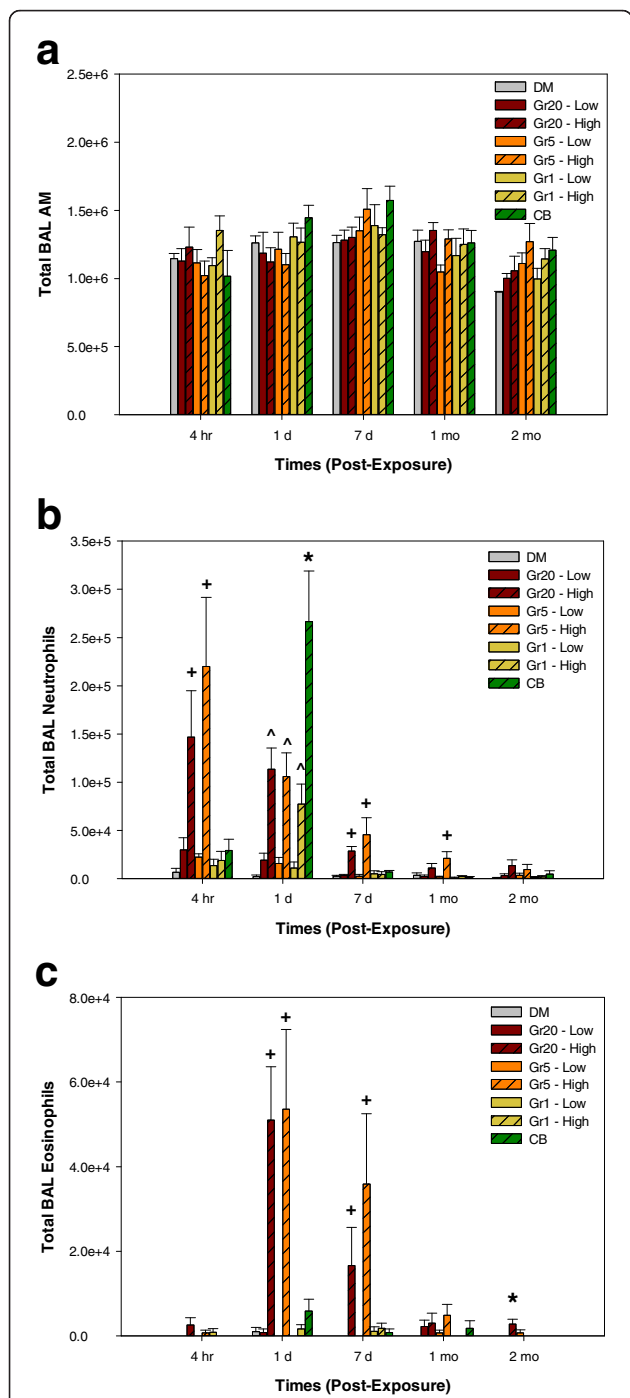 a
2.5e+6
2.0e+6
1.5e+6
1.0e+6
5.0e+5
0.0
Total BAL AM
DM
Gr20 - Low
Gr20 - High
Gr5 - Low
Gr5 - High
Gr1 - Low
Gr1 - High
CB
4 hr 1 d 7 d 1 mo 2 mo
Times (Post-Exposure)
b
3.5e+5
3.0e+5
2.5e+5
2.0e+5
1.5e+5
1.0e+5
5.0e+4
0.0
Total BAL Neutrophils
DM
Gr20 - Low
Gr20 - High
Gr5 - Low
Gr5 - High
Gr1 - Low
Gr1 - High
CB
+ + ^ ^ ^ * + + +
4 hr 1 d 7 d 1 mo 2 mo
Times (Post-Exposure)
c
8.0e+4
6.0e+4
4.0e+4
2.0e+4
0.0
Total BAL Eosinophils
DM
Gr20 - Low
Gr20 - High
Gr5 - Low
Gr5 - High
Gr1 - Low
Gr1 - High
CB
+ + + + *
4 hr 1 d 7 d 1 mo 2 mo
Times (Post-Exposure)